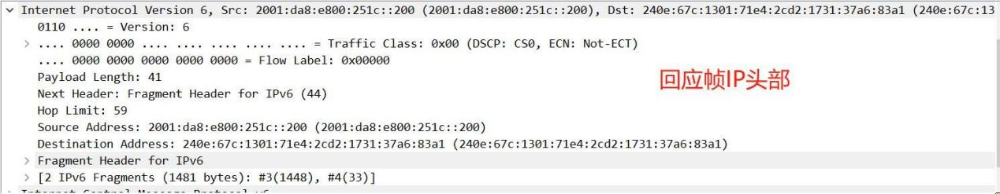 Internet Protocol Version 6, Src: 2001:da8:e800:251c::200 (2001:da8:e800:251c::200), Dst: 240e:67c:1301:71e4:2cd2:1731:37a6:83a1 (240e:67c:13
0110 .... = Version: 6
.... 0000 0000 .... .... .... .... .... = Traffic Class: 0x00 (DSCP: CS0, ECN: Not-ECT)
.... 0000 0000 0000 0000 0000 = Flow Label: 0x00000
Payload Length: 41
回应帧IP头部
Next Header: Fragment Header for IPv6 (44)
Hop Limit: 59
Source Address: 2001:da8:e800:251c::200 (2001:da8:e800:251c::200)
Destination Address: 240e:67c:1301:71e4:2cd2:1731:37a6:83a1 (240e:67c:1301:71e4:2cd2:1731:37a6:83a1)
Fragment Header for IPv6
[2 IPv6 Fragments (1481 bytes): #3(1448), #4(33)]
Internet Control Message Protocol v6